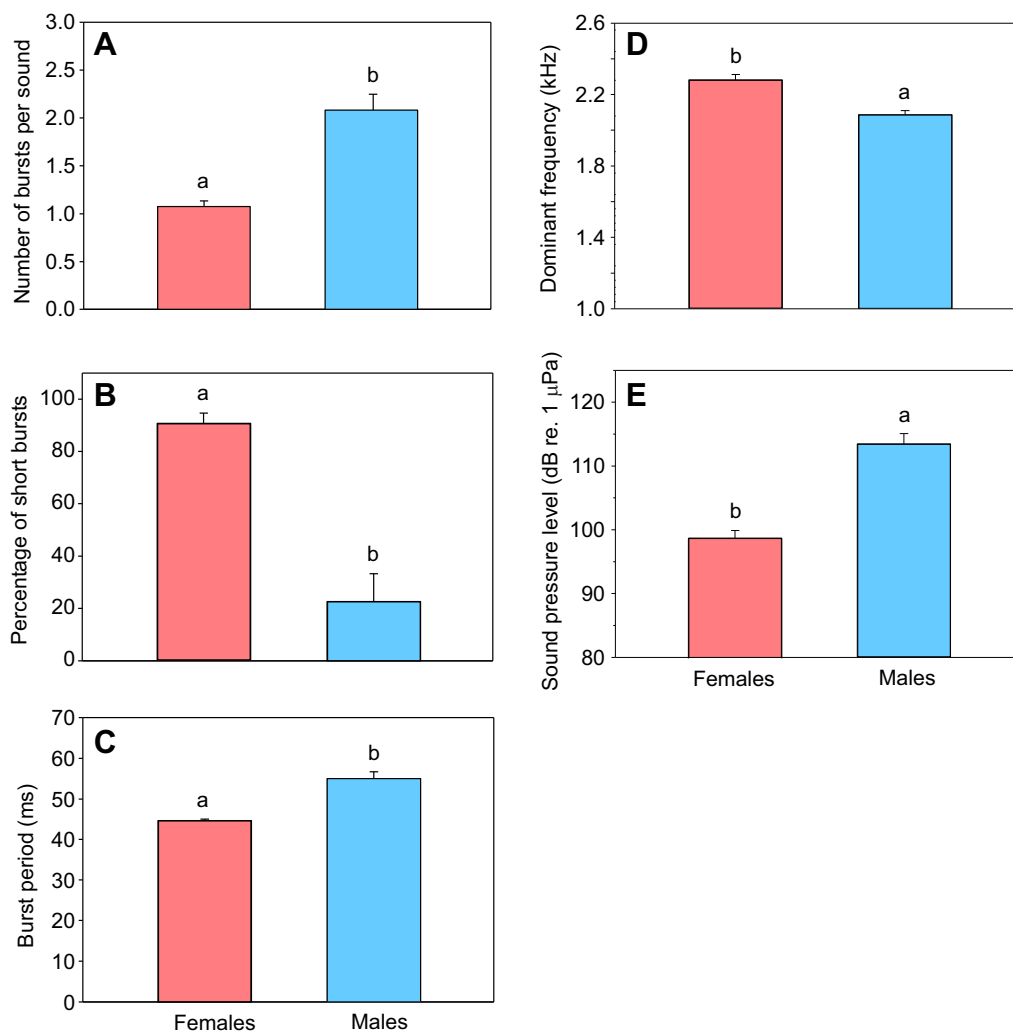 A
Number of bursts per sound
3.0
2.5
2.0
1.5
1.0
0.5
0.0
a
b
B
Percentage of short bursts
100
80
60
40
20
0
a
b
C
Burst period (ms)
70
60
50
40
30
20
10
0
a
b
Females Males
D
Dominant frequency (kHz)
2.6
2.2
1.8
1.4
1.0
b
a
E
Sound pressure level (dB re. 1 μPa)
120
110
100
90
80
b
a
Females Males